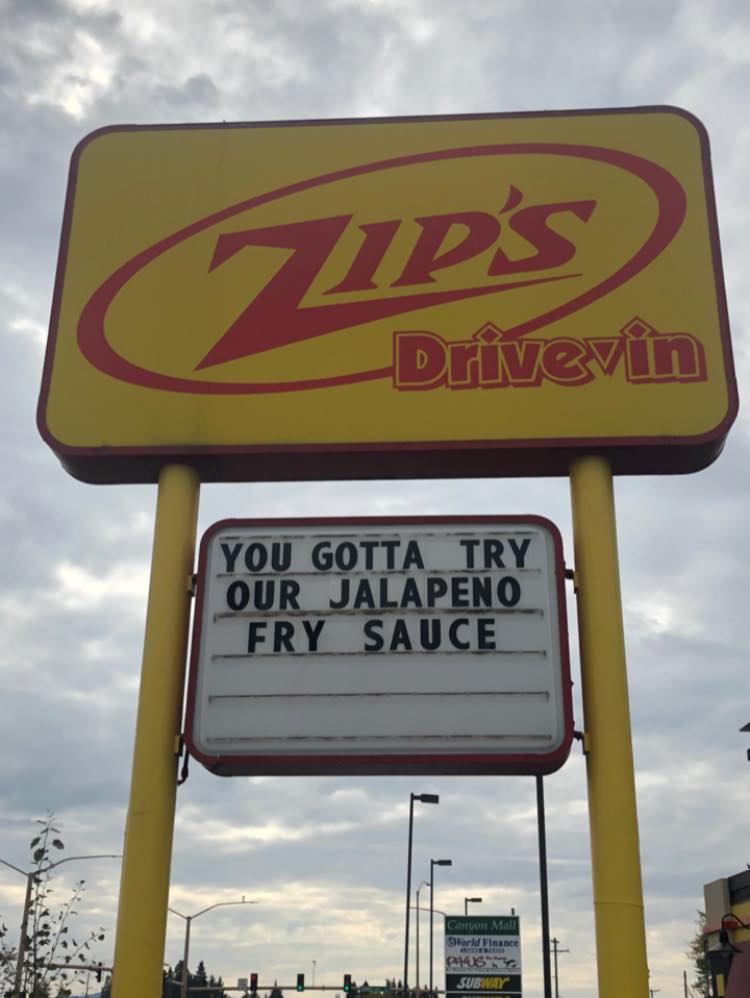 ZIP'S
Drive in
YOU GOTTA TRY
OUR JALAPENO
FRY SAUCE
Canyon Mall
World Finance
SUBWAY